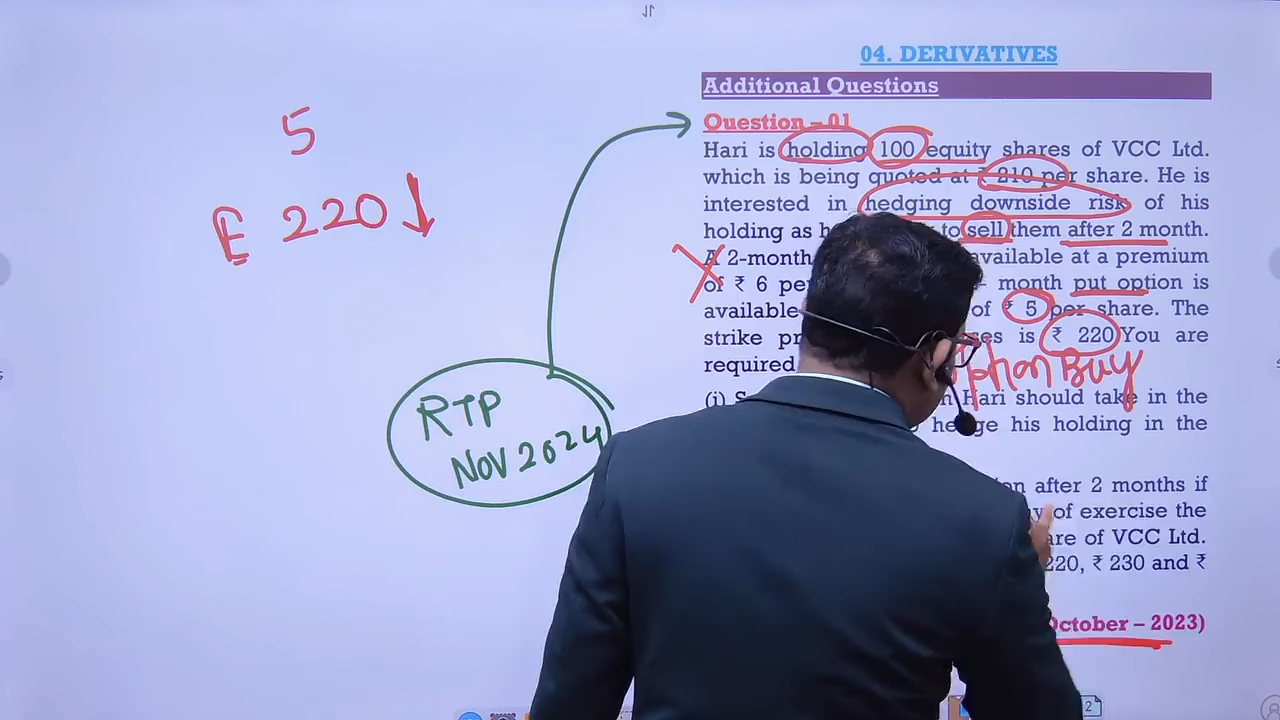 04. DERIVATIVES
Additional Questions
Question – 01
Hari is holding 100 equity shares of VCC Ltd.
which is being quoted at ₹ 210 per share. He is
interested in hedging downside risk of his
holding as to sell them after 2 month.
A 2-month available at a premium
of ₹ 6 per month put option is
available of ₹ 5 per share. The
strike is ₹ 220 You are
required
option Buy
(i) Hari should take in the
hedge his holding in the
after 2 months if
of exercise the
of VCC Ltd.
220, ₹ 230 and ₹
October – 2023)
5
E 220
RTP
NOV 2024
2